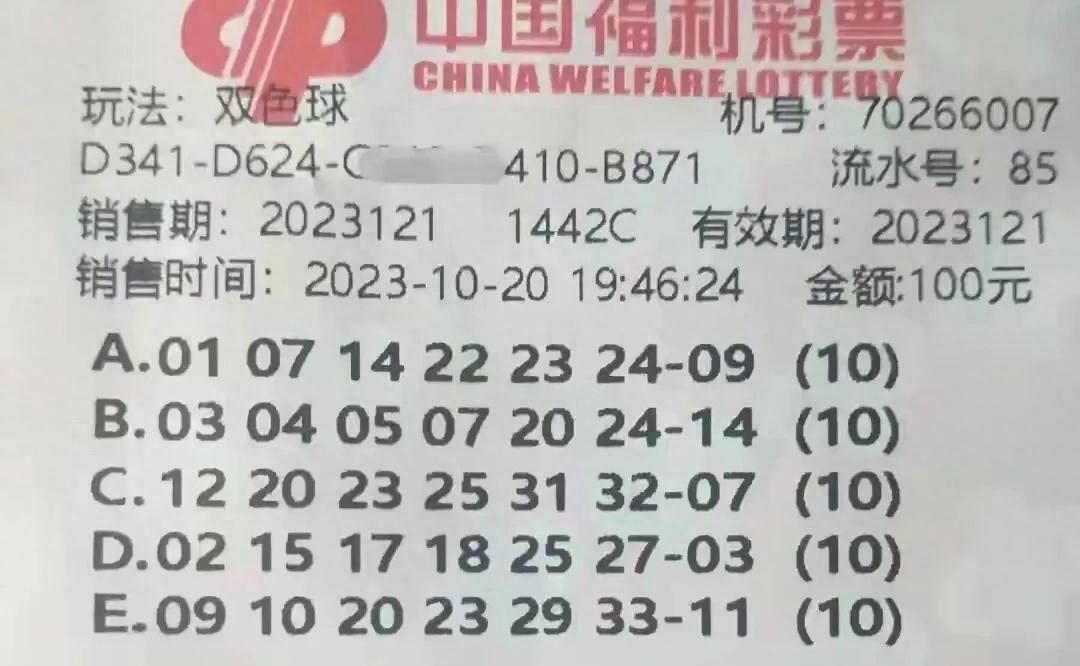 中国福利彩票
CHINA WELFARE LOTTERY
玩法：双色球 机号：70266007
D341-D624-C 410-B871 流水号：85
销售期：2023121 1442C 有效期：2023121
销售时间：2023-10-20 19:46:24 金额:100元
A.01 07 14 22 23 24-09 (10)
B.03 04 05 07 20 24-14 (10)
C.12 20 23 25 31 32-07 (10)
D.02 15 17 18 25 27-03 (10)
E.09 10 20 23 29 33-11 (10)